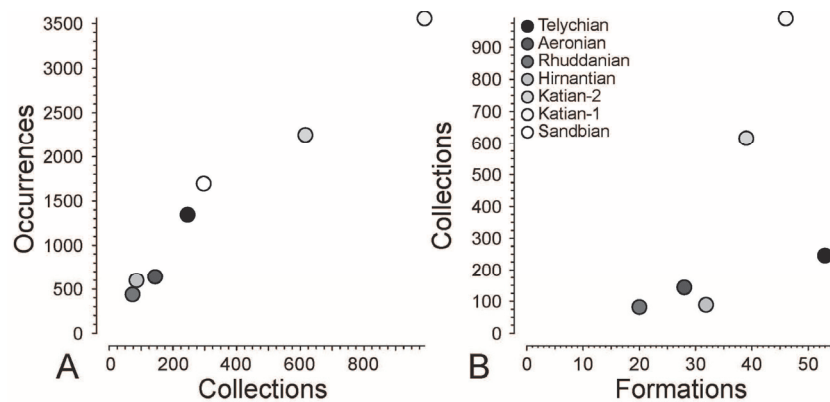 3500
3000
2500
2000
1500
1000
500
0
Occurrences
0 200 400 600 800
A Collections
900
800
700
600
500
400
300
200
100
0
Collections
Telychian
Aeronian
Rhuddanian
Hirnantian
Katian-2
Katian-1
Sandbian
0 10 20 30 40 50
B Formations